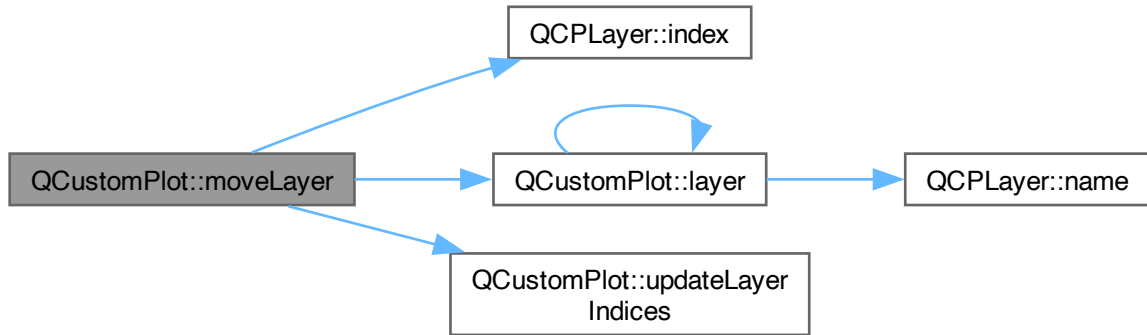 QCPLayer::index
QCustomPlot::moveLayer
QCustomPlot::layer
QCPLayer::name
QCustomPlot::updateLayer
Indices